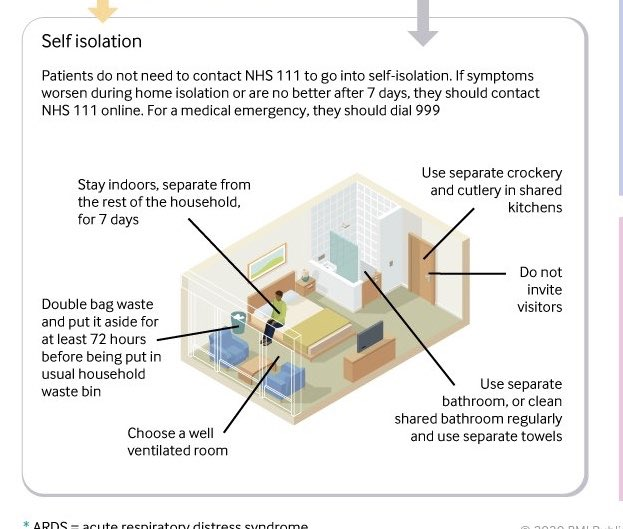 Self isolation
Patients do not need to contact NHS 111 to go into self-isolation. If symptoms
worsen during home isolation or are no better after 7 days, they should contact
NHS 111 online. For a medical emergency, they should dial 999
Stay indoors, separate from
the rest of the household,
for 7 days
Use separate crockery
and cutlery in shared
kitchens
Do not
invite
visitors
Double bag waste
and put it aside for
at least 72 hours
before being put in
usual household
waste bin
Use separate
bathroom, or clean
shared bathroom regularly
and use separate towels
Choose a well
ventilated room
* ARDS = acute respiratory distress syndrome
© 2020 BMJ